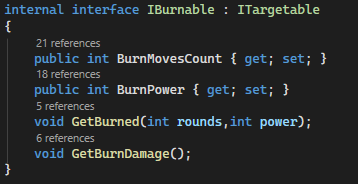 internal interface IBurnable : ITargetable
{
21 references
public int BurnMovesCount { get; set; }
18 references
public int BurnPower { get; set; }
5 references
void GetBurned(int rounds,int power);
6 references
void GetBurnDamage();
}